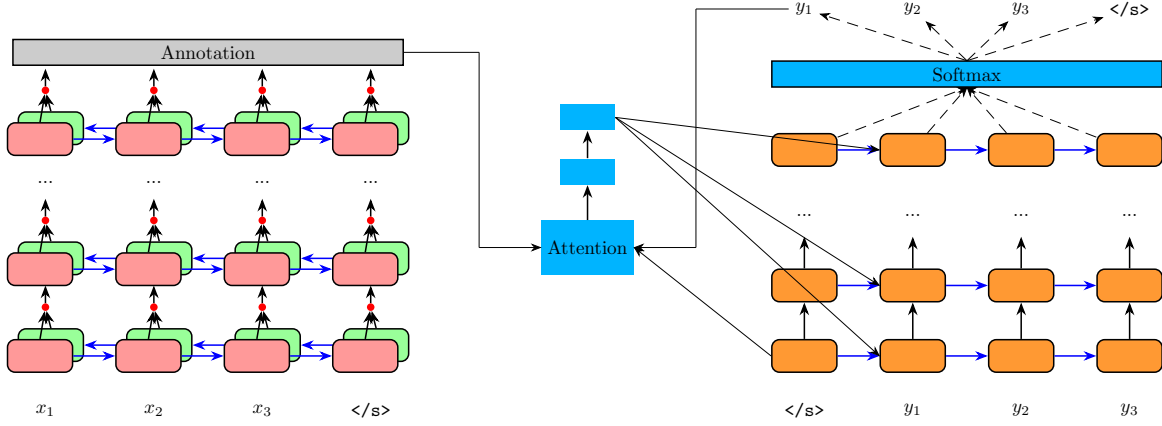 y1 y2 y3 </s>
Annotation
Softmax
... ... ... ...
... ... ... ...
Attention
x1 x2 x3 </s>
</s> y1 y2 y3